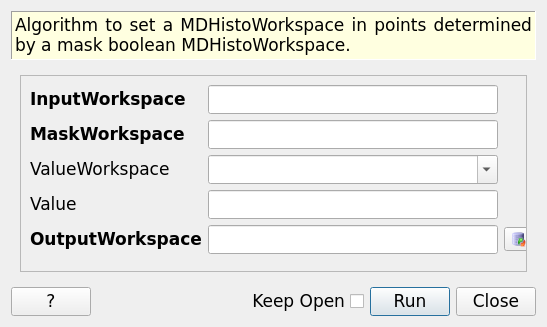 Algorithm to set a MDHistoWorkspace in points determined
by a mask boolean MDHistoWorkspace.
InputWorkspace
MaskWorkspace
ValueWorkspace
Value
OutputWorkspace
? Keep Open Run Close